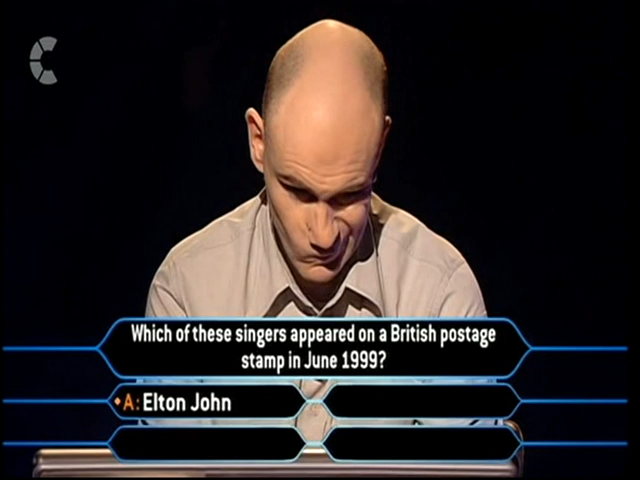 Which of these singers appeared on a British postage
stamp in June 1999?
A: Elton John